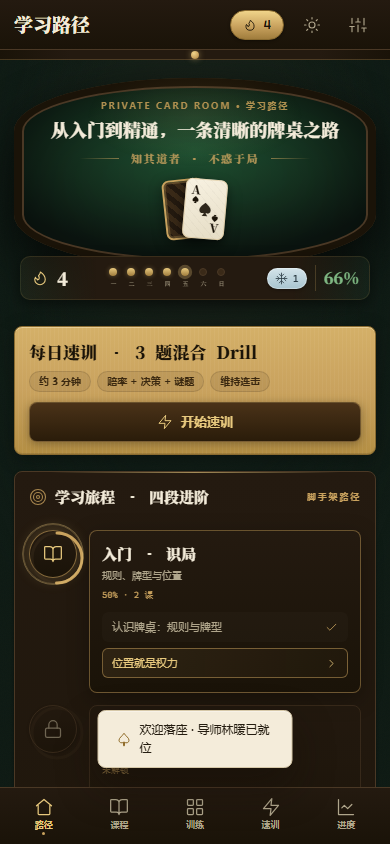 学习路径
4
PRIVATE CARD ROOM • 学习路径
从入门到精通，一条清晰的牌桌之路
知其道者 · 不惑于局
A
A
4
一 二 三 四 五 六 日
1
66%
每日速训 · 3 题混合 Drill
约 3 分钟
赔率 + 决策 + 谜题
维持连击
开始速训
学习旅程 · 四段进阶
脚手架路径
入门 · 识局
规则、牌型与位置
50% · 2 课
认识牌桌：规则与牌型
位置就是权力
欢迎落座 · 导师林暖已就
位
未解锁
路径
课程
训练
速训
进度